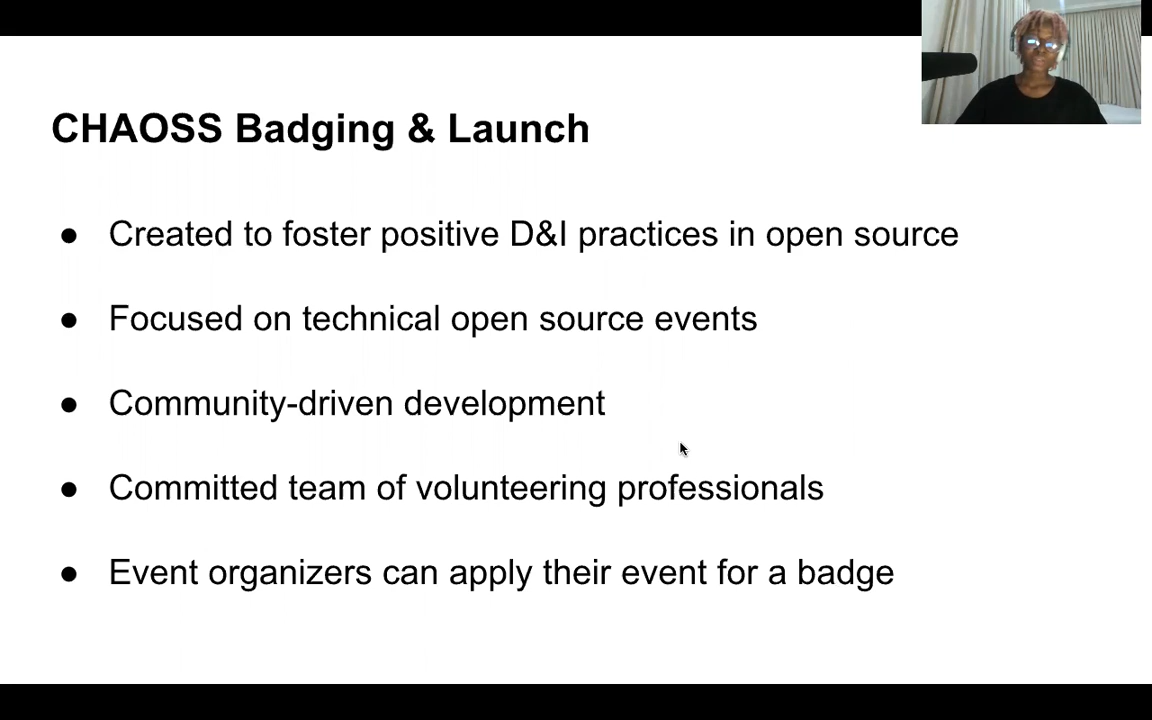 CHAOSS Badging & Launch
● Created to foster positive D&I practices in open source
● Focused on technical open source events
● Community-driven development
● Committed team of volunteering professionals
● Event organizers can apply their event for a badge